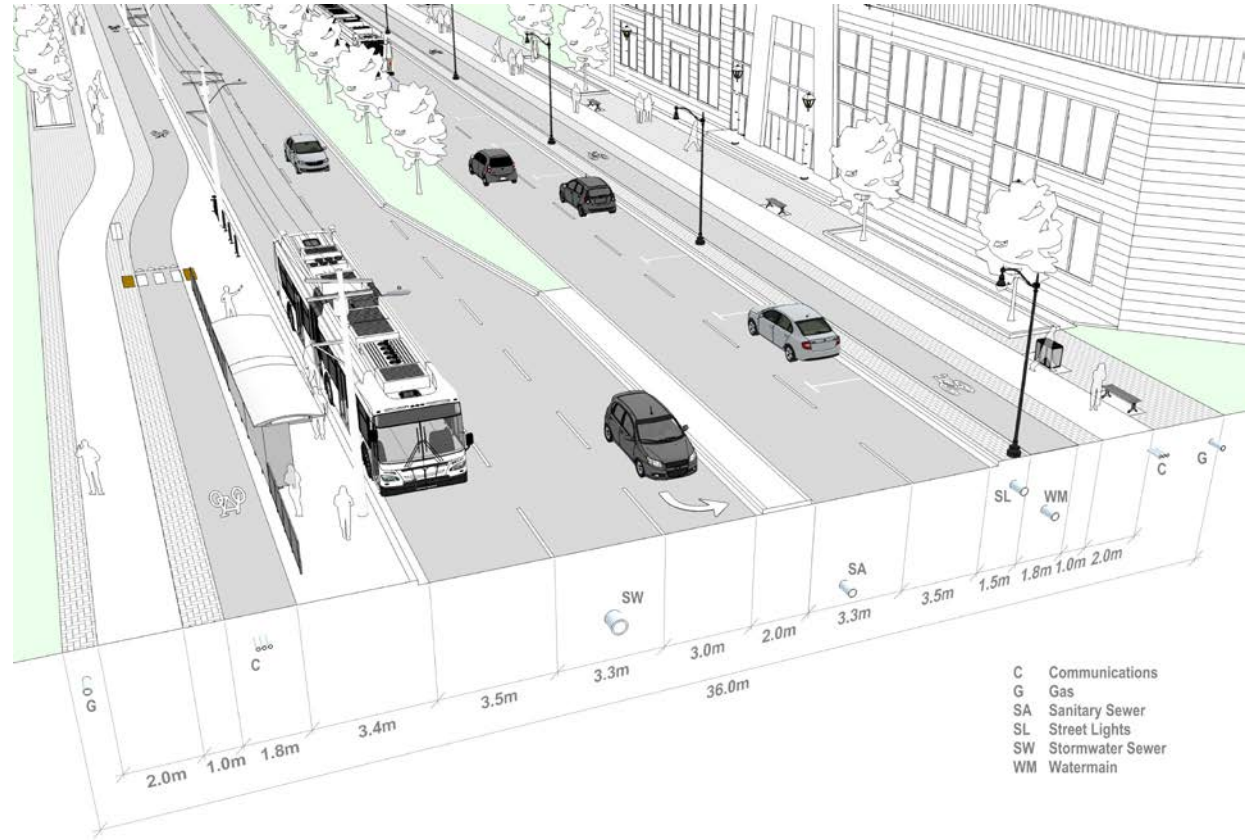 C
G
SL
WM
SA
SW
C
G
2.0m
1.0m
1.8m
3.4m
3.5m
3.3m
3.0m
2.0m
3.3m
3.5m
1.5m
1.8m
1.0m
2.0m
36.0m
C Communications
G Gas
SA Sanitary Sewer
SL Street Lights
SW Stormwater Sewer
WM Watermain